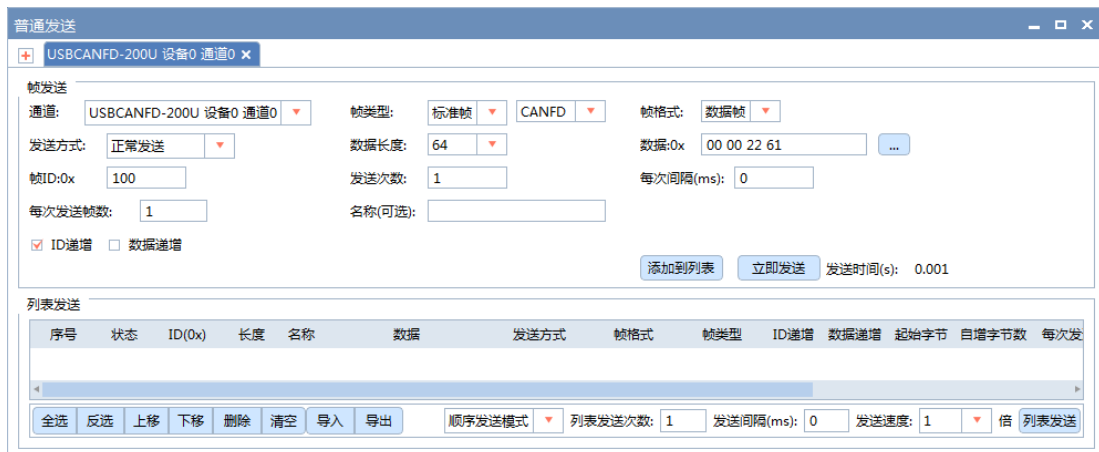 普通发送
USBCANFD-200U 设备0 通道0
帧发送
通道: USBCANFD-200U 设备0 通道0 帧类型: 标准帧 CANFD 帧格式: 数据帧
发送方式: 正常发送 数据长度: 64 数据:0x 00 00 22 61 ...
帧ID:0x 100 发送次数: 1 每次间隔(ms): 0
每次发送帧数: 1 名称(可选):
ID递增 数据递增
添加到列表 立即发送 发送时间(s): 0.001
列表发送
序号 状态 ID(0x) 长度 名称 数据 发送方式 帧格式 帧类型 ID递增 数据递增 起始字节 自增字节数 每次发
全选 反选 上移 下移 删除 清空 导入 导出 顺序发送模式 列表发送次数: 1 发送间隔(ms): 0 发送速度: 1 倍 列表发送